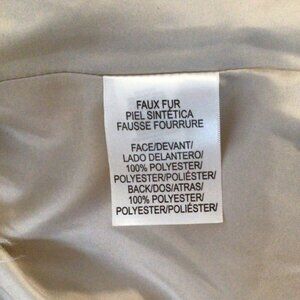 FAUX FUR
PIEL SINTÉTICA
FAUSSE FOURRURE
FACE/DEVANT/
LADO DELANTERO/
100% POLYESTER/
POLYESTER/POLIÉSTER/
BACK/DOS/ATRAS/
100% POLYESTER/
POLYESTER/POLIÉSTER/